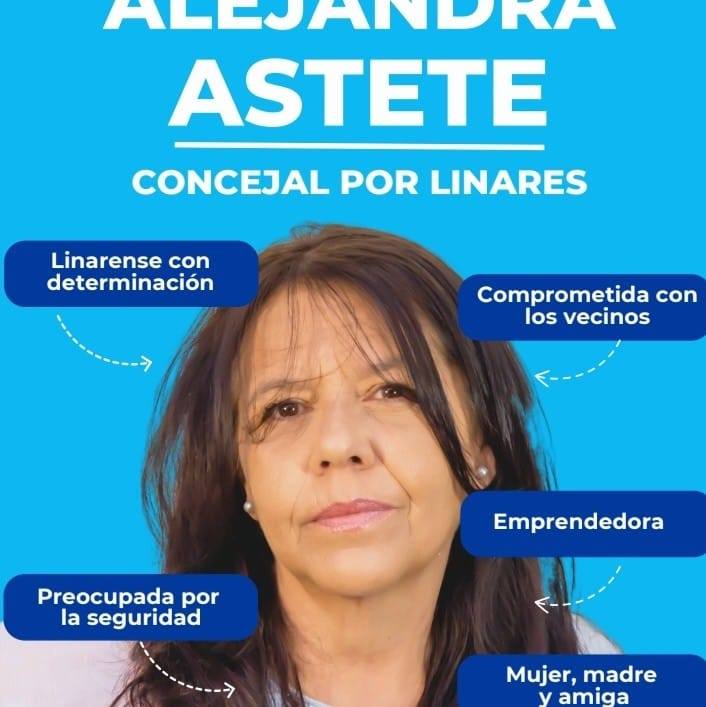 ALEJANDRA
ASTETE
CONCEJAL POR LINARES
Linarense con
determinación
Comprometida con
los vecinos
Emprendedora
Preocupada por
la seguridad
Mujer, madre
y amiga